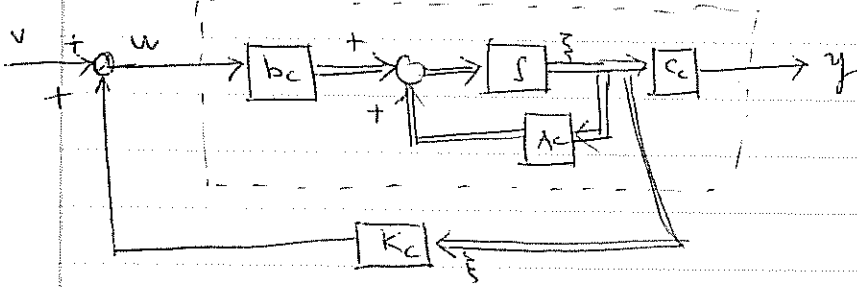 v + w + ξ
+ b_c ∫ C_c y
+ A_c
K_c ξ